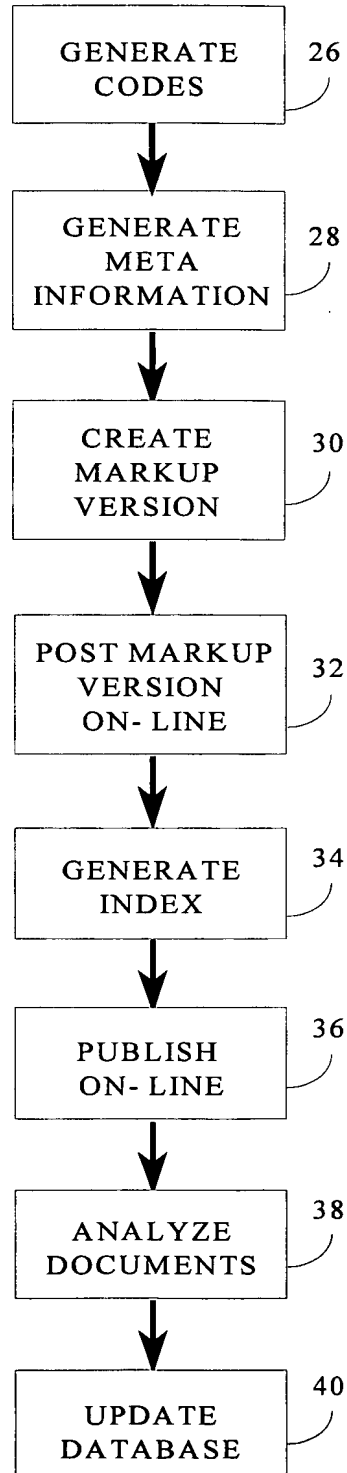 GENERATE
CODES
26
GENERATE
META
INFORMATION
28
CREATE
MARKUP
VERSION
30
POST MARKUP
VERSION
ON- LINE
32
GENERATE
INDEX
34
PUBLISH
ON- LINE
36
ANALYZE
DOCUMENTS
38
UPDATE
DATABASE
40